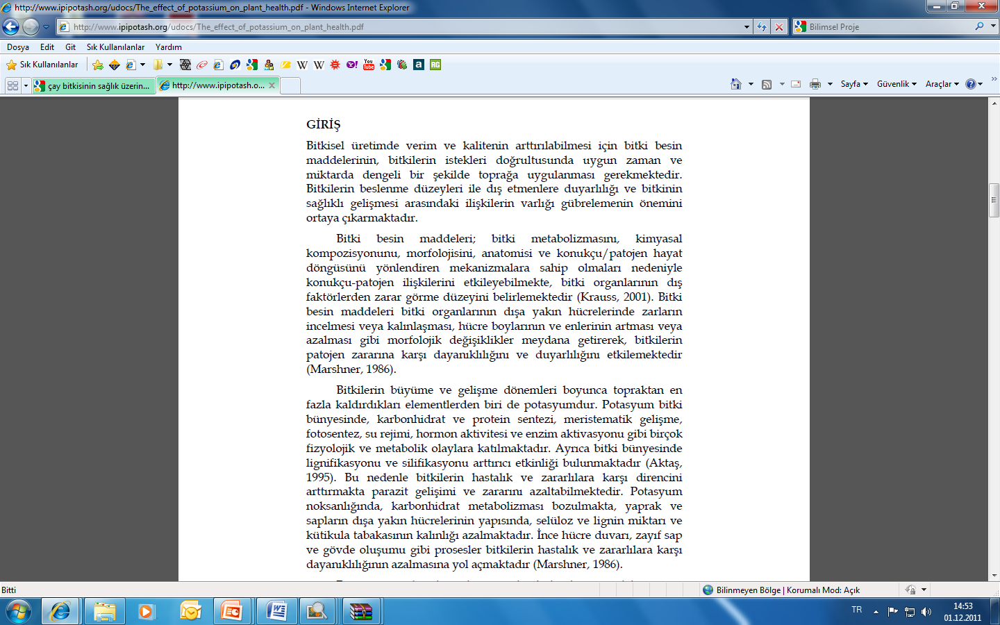 http://www.ipipotash.org/udocs/The_effect_of_potassium_on_plant_health.pdf - Windows Internet Explorer
http://www.ipipotash.org/udocs/The_effect_of_potassium_on_plant_health.pdf
Bilimsel Proje
Dosya Edit Git Sık Kullanılanlar Yardım
Sık Kullanılanlar
çay bitkisinin sağlık üzerin...
http://www.ipipotash.o...
Sayfa Güvenlik Araçlar
GİRİŞ
Bitkisel üretimde verim ve kalitenin arttırılabilmesi için bitki besin
maddelerinin, bitkilerin istekleri doğrultusunda uygun zaman ve
miktarda dengeli bir şekilde toprağa uygulanması gerekmektedir.
Bitkilerin beslenme düzeyleri ile dış etmenlere duyarlılığı ve bitkinin
sağlıklı gelişmesi arasındaki ilişkilerin varlığı gübrelemenin önemini
ortaya çıkarmaktadır.
Bitki besin maddeleri; bitki metabolizmasını, kimyasal
kompozisyonunu, morfolojisini, anatomisi ve konukçu/patojen hayat
döngüsünü yönlendiren mekanizmalara sahip olmaları nedeniyle
konukçu-patojen ilişkilerini etkileyebilmekte, bitki organlarının dış
faktörlerden zarar görme düzeyini belirlemektedir (Krauss, 2001). Bitki
besin maddeleri bitki organlarının dışa yakın hücrelerinde zarların
incelmesi veya kalınlaşması, hücre boylarının ve enlerinin artması veya
azalması gibi morfolojik değişiklikler meydana getirerek, bitkilerin
patojen zararına karşı dayanıklılığını ve duyarlılığını etkilemektedir
(Marshner, 1986).
Bitkilerin büyüme ve gelişme dönemleri boyunca topraktan en
fazla kaldırdıkları elementlerden biri de potasyumdur. Potasyum bitki
bünyesinde, karbonhidrat ve protein sentezi, meristematik gelişme,
fotosentez, su rejimi, hormon aktivitesi ve enzim aktivasyonu gibi birçok
fizyolojik ve metabolik olaylara katılmaktadır. Ayrıca bitki bünyesinde
lignifikasyonu ve silifikasyonu arttırıcı etkinliği bulunmaktadır (Aktaş,
1995). Bu nedenle bitkilerin hastalık ve zararlılara karşı direncini
arttırmakta parazit gelişimi ve zararını azaltabilmektedir. Potasyum
noksanlığında, karbonhidrat metabolizması bozulmakta, yaprak ve
sapların dışa yakın hücrelerinin yapısında, selüloz ve lignin miktarı ve
kütikula tabakasının kalınlığı azalmaktadır. İnce hücre duvarı, zayıf sap
ve gövde oluşumu gibi prosesler bitkilerin hastalık ve zararlılara karşı
dayanıklılığının azalmasına yol açmaktadır (Marshner, 1986).
Bitti
Bilinmeyen Bölge | Korumalı Mod: Açık
TR
14:53
01.12.2011